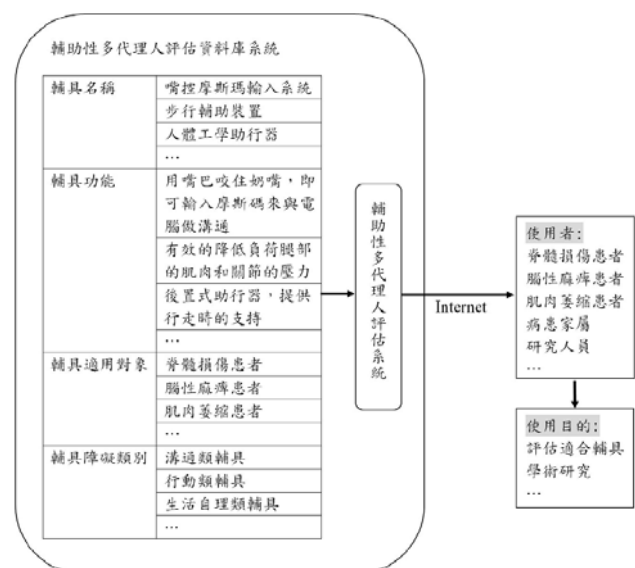 輔助性多代理人評估資料庫系統
輔具名稱
嘴控摩斯瑪輸入系統
步行輔助裝置
人體工學助行器
…
輔具功能
用嘴巴咬住奶嘴，即
可輸入摩斯碼來與電
腦做溝通
有效的降低負荷腿部
的肌肉和關節的壓力
後置式助行器，提供
行走時的支持
…
輔具適用對象
脊髓損傷患者
腦性麻痺患者
肌肉萎縮患者
…
輔具障礙類別
溝通類輔具
行動類輔具
生活自理類輔具
…
輔助性多代理人評估系統
Internet
使用者:
脊髓損傷患者
腦性麻痺患者
肌肉萎縮患者
病患家屬
研究人員
…
使用目的:
評估適合輔具
學術研究
…